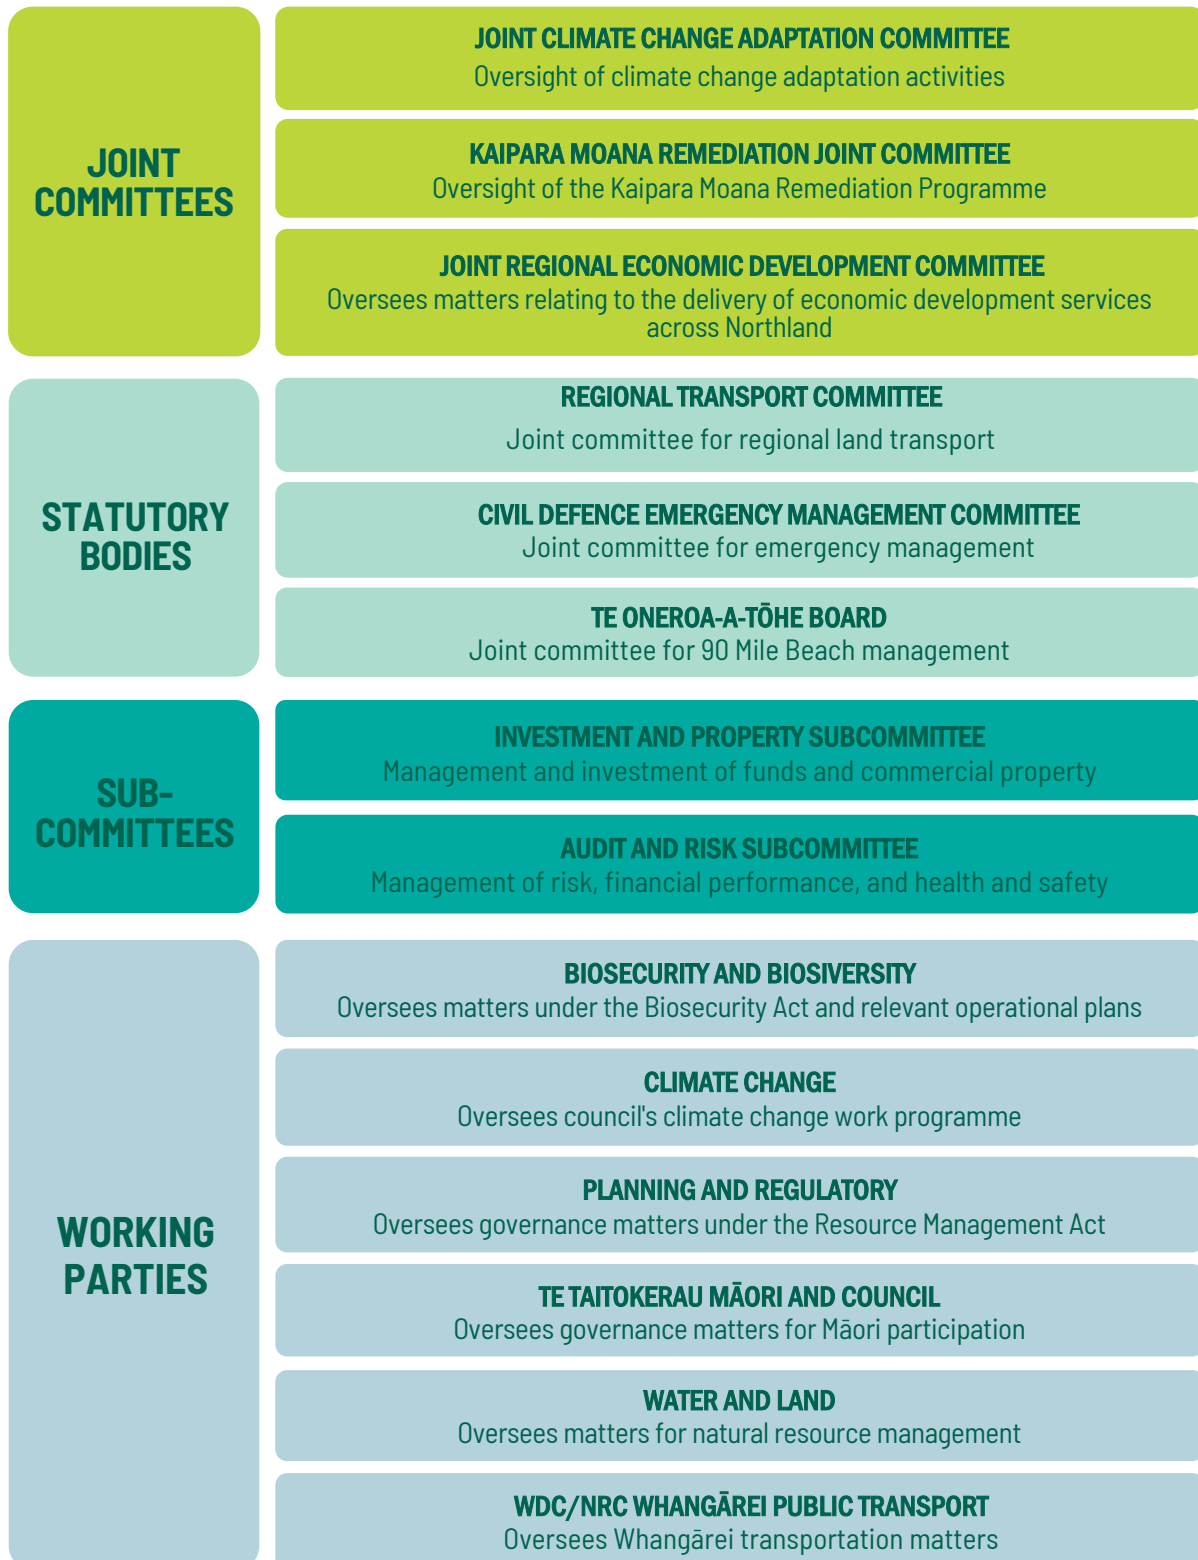 JOINT
COMMITTEES
JOINT CLIMATE CHANGE ADAPTATION COMMITTEE
Oversight of climate change adaptation activities
KAIPARA MOANA REMEDIATION JOINT COMMITTEE
Oversight of the Kaipara Moana Remediation Programme
JOINT REGIONAL ECONOMIC DEVELOPMENT COMMITTEE
Oversees matters relating to the delivery of economic development services
across Northland
STATUTORY
BODIES
REGIONAL TRANSPORT COMMITTEE
Joint committee for regional land transport
CIVIL DEFENCE EMERGENCY MANAGEMENT COMMITTEE
Joint committee for emergency management
TE ONEROA-A-TŌHE BOARD
Joint committee for 90 Mile Beach management
SUB-
COMMITTEES
INVESTMENT AND PROPERTY SUBCOMMITTEE
Management and investment of funds and commercial property
AUDIT AND RISK SUBCOMMITTEE
Management of risk, financial performance, and health and safety
WORKING
PARTIES
BIOSECURITY AND BIOSIVERSITY
Oversees matters under the Biosecurity Act and relevant operational plans
CLIMATE CHANGE
Oversees council's climate change work programme
PLANNING AND REGULATORY
Oversees governance matters under the Resource Management Act
TE TAITOKERAU MĀORI AND COUNCIL
Oversees governance matters for Māori participation
WATER AND LAND
Oversees matters for natural resource management
WDC/NRC WHANGĀREI PUBLIC TRANSPORT
Oversees Whangārei transportation matters